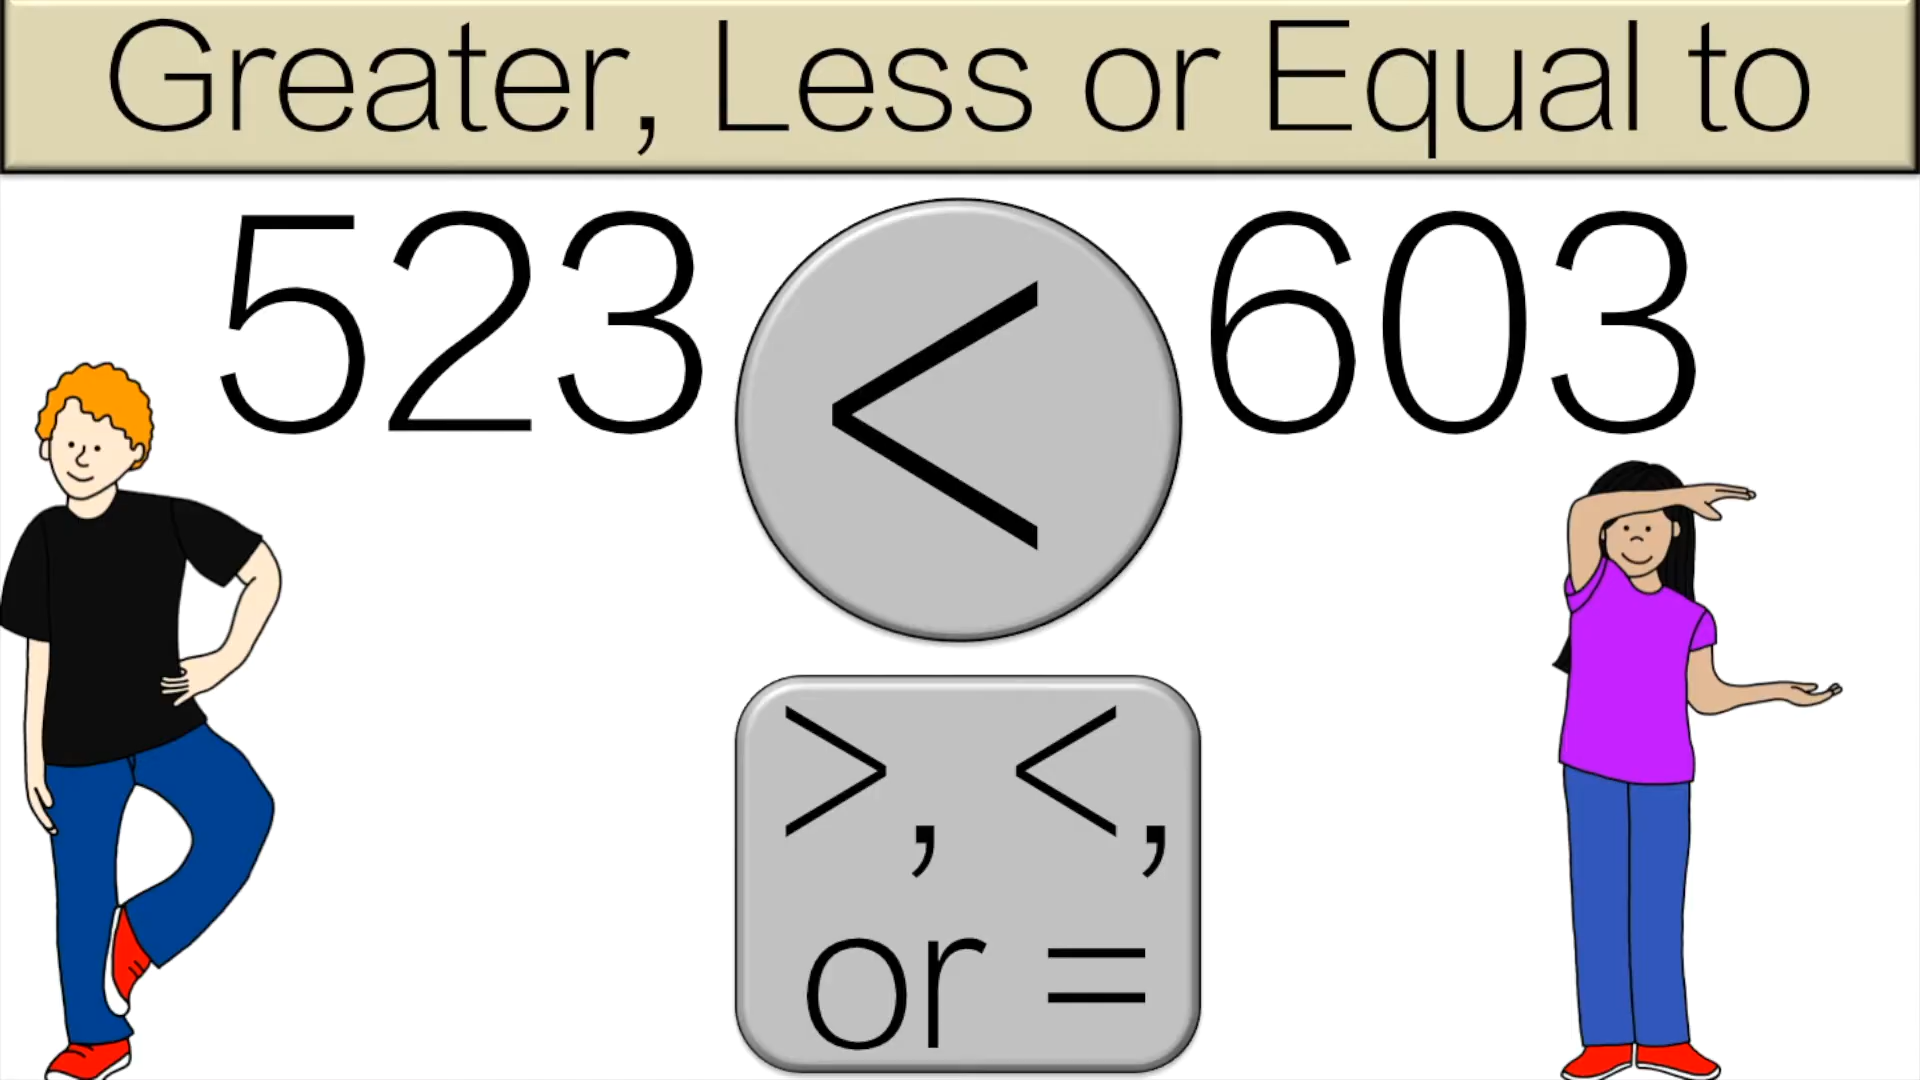 Greater, Less or Equal to
523 < 603
>, <,
or =